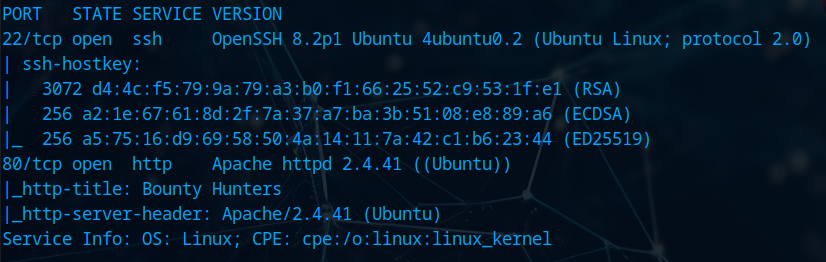 PORT   STATE SERVICE VERSION
22/tcp open  ssh     OpenSSH 8.2p1 Ubuntu 4ubuntu0.2 (Ubuntu Linux; protocol 2.0)
| ssh-hostkey:
|   3072 d4:4c:f5:79:9a:79:a3:b0:f1:66:25:52:c9:53:1f:e1 (RSA)
|   256 a2:1e:67:61:8d:2f:7a:37:a7:ba:3b:51:08:e8:89:a6 (ECDSA)
|_  256 a5:75:16:d9:69:58:50:4a:14:11:7a:42:c1:b6:23:44 (ED25519)
80/tcp open  http    Apache httpd 2.4.41 ((Ubuntu))
|_http-title: Bounty Hunters
|_http-server-header: Apache/2.4.41 (Ubuntu)
Service Info: OS: Linux; CPE: cpe:/o:linux:linux_kernel